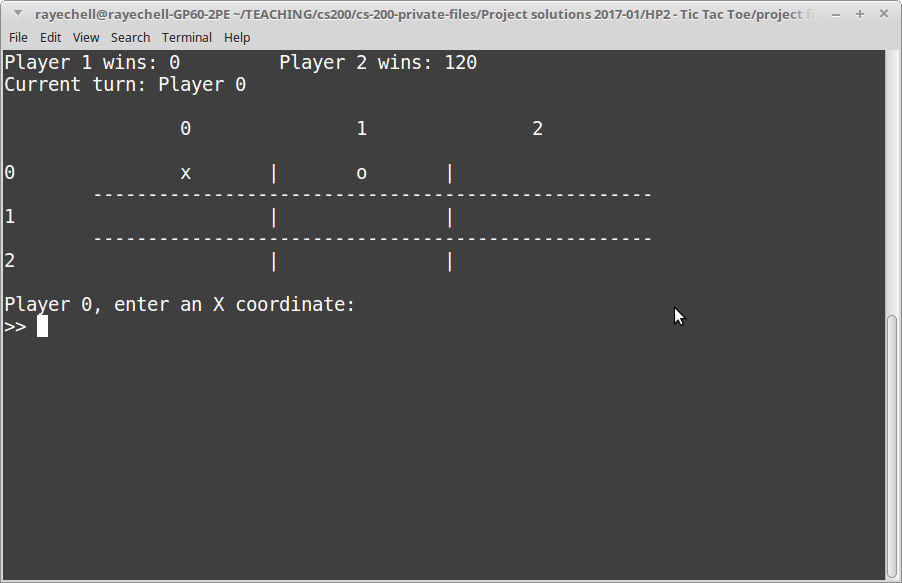 rayechell@rayechell-GP60-2PE ~/TEACHING/cs200/cs-200-private-files/Project solutions 2017-01/HP2 - Tic Tac Toe/project fi
File Edit View Search Terminal Help
Player 1 wins: 0 Player 2 wins: 120
Current turn: Player 0
0 1 2
0 x | o |
---------------------------------------------------
1 | |
---------------------------------------------------
2 | |
Player 0, enter an X coordinate:
>>